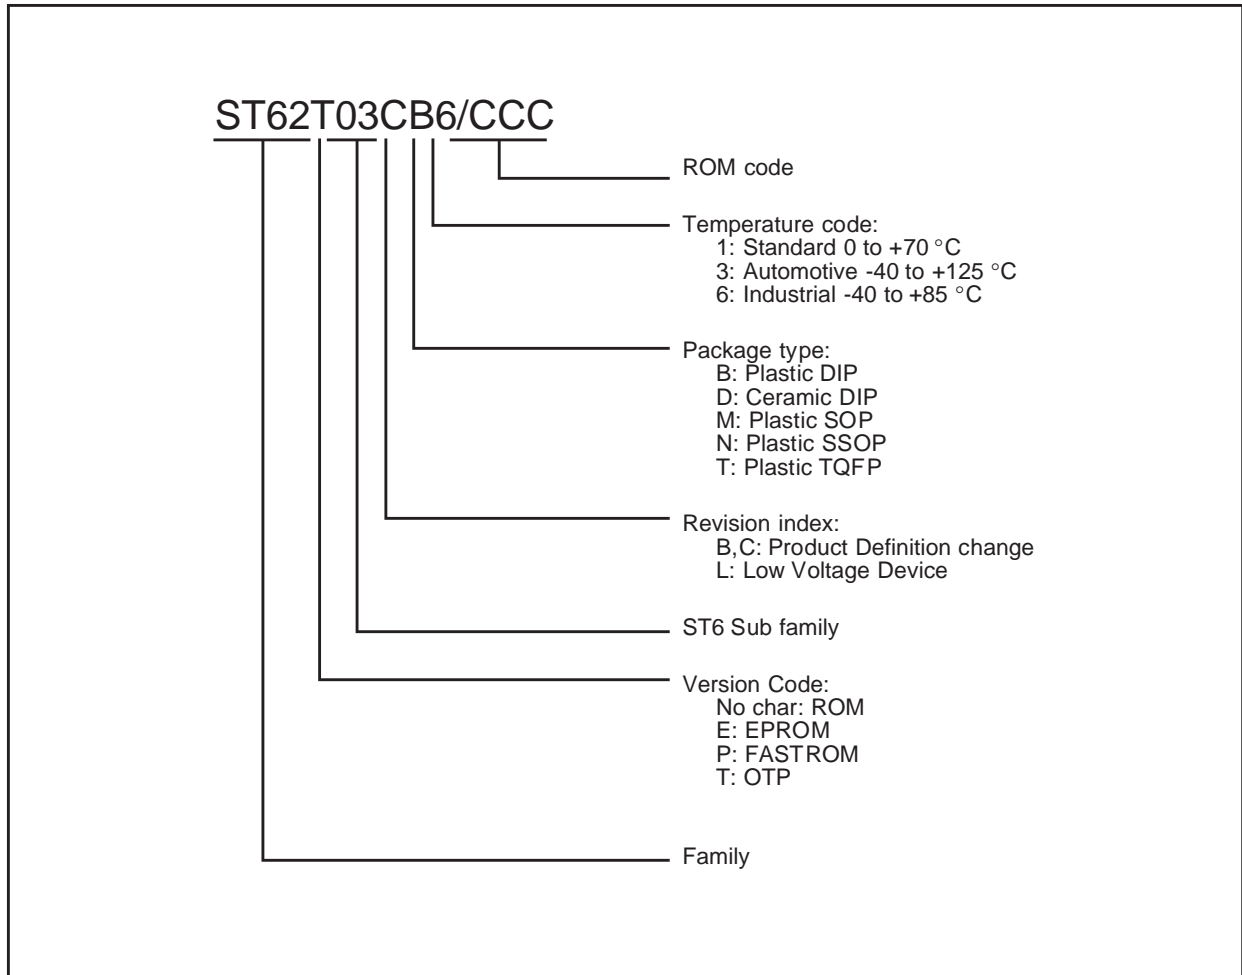 ST62T03CB6/CCC
ROM code
Temperature code:
1: Standard 0 to +70 °C
3: Automotive -40 to +125 °C
6: Industrial -40 to +85 °C
Package type:
B: Plastic DIP
D: Ceramic DIP
M: Plastic SOP
N: Plastic SSOP
T: Plastic TQFP
Revision index:
B,C: Product Definition change
L: Low Voltage Device
ST6 Sub family
Version Code:
No char: ROM
E: EPROM
P: FASTROM
T: OTP
Family